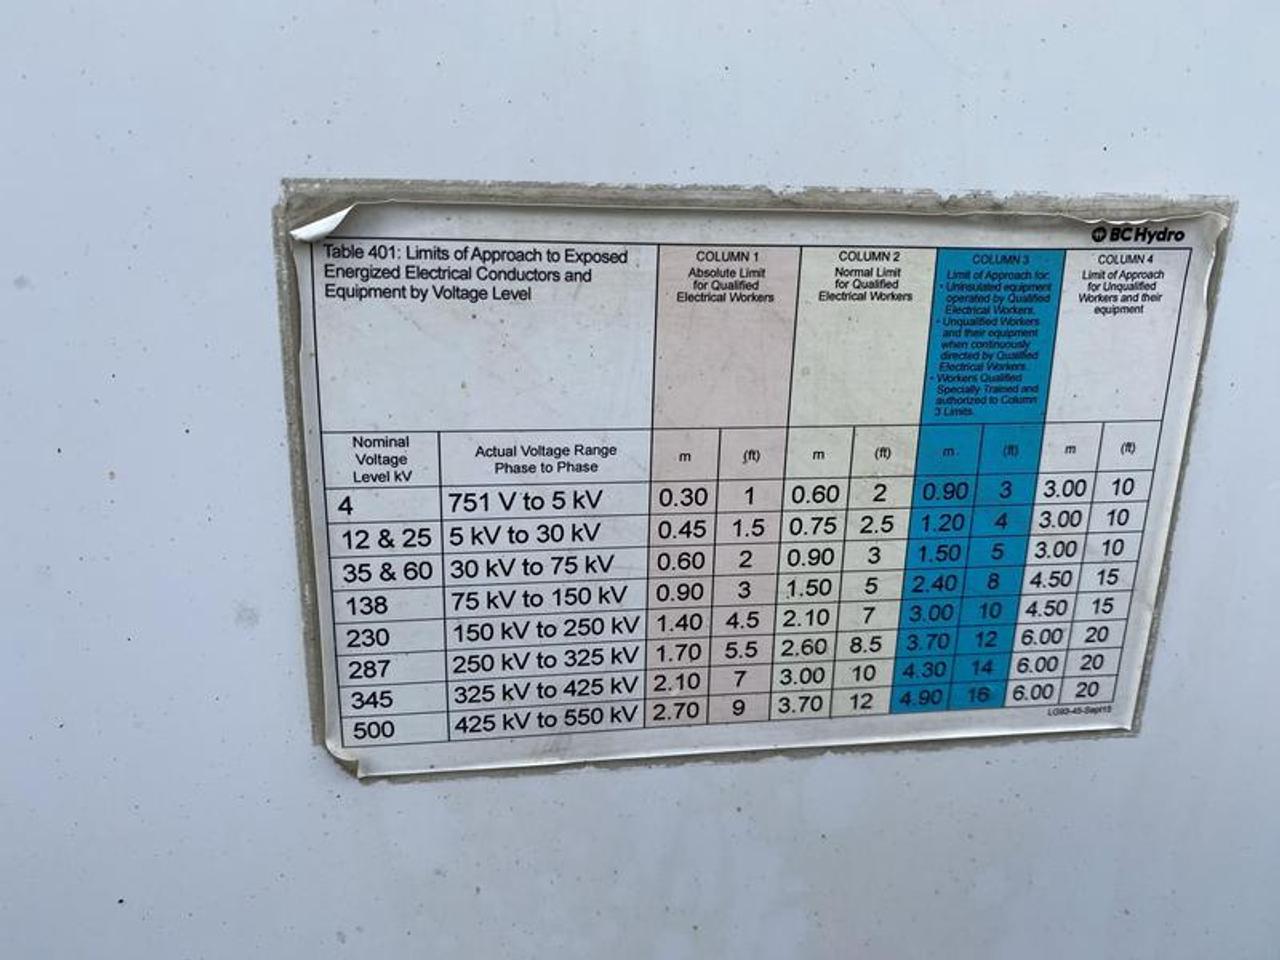 BC Hydro
Table 401: Limits of Approach to Exposed
Energized Electrical Conductors and
Equipment by Voltage Level
COLUMN 1
Absolute Limit
for Qualified
Electrical Workers
COLUMN 2
Normal Limit
for Qualified
Electrical Workers
COLUMN 3
Limit of Approach for:
• Uninsulated equipment
operated by Qualified
Electrical Workers.
• Unqualified Workers
and their equipment
when continuously
directed by Qualified
Electrical Workers.
• Workers Qualified
Specially Trained and
authorized to Column
3 Limits.
COLUMN 4
Limit of Approach
for Unqualified
Workers and their
equipment
Nominal
Voltage
Level kV
Actual Voltage Range
Phase to Phase
m (ft) m (ft) m (ft) m (ft)
4 751 V to 5 kV 0.30 1 0.60 2 0.90 3 3.00 10
12 & 25 5 kV to 30 kV 0.45 1.5 0.75 2.5 1.20 4 3.00 10
35 & 60 30 kV to 75 kV 0.60 2 0.90 3 1.50 5 3.00 10
138 75 kV to 150 kV 0.90 3 1.50 5 2.40 8 4.50 15
230 150 kV to 250 kV 1.40 4.5 2.10 7 3.00 10 4.50 15
287 250 kV to 325 kV 1.70 5.5 2.60 8.5 3.70 12 6.00 20
345 325 kV to 425 kV 2.10 7 3.00 10 4.30 14 6.00 20
500 425 kV to 550 kV 2.70 9 3.70 12 4.90 16 6.00 20